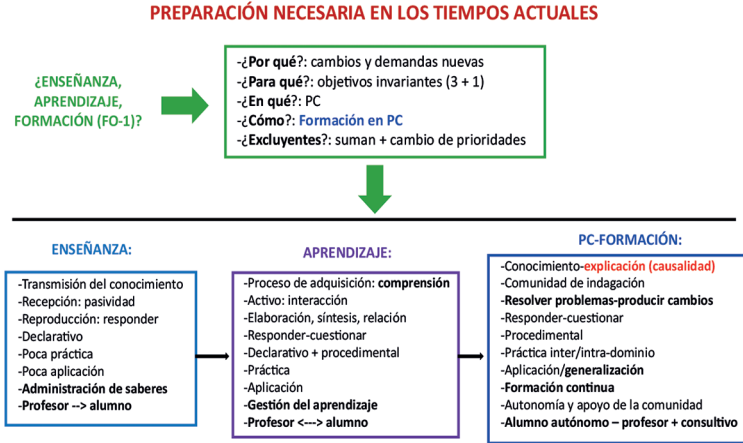 PREPARACIÓN NECESARIA EN LOS TIEMPOS ACTUALES
¿ENSEÑANZA,
APRENDIZAJE,
FORMACIÓN (FO-1)?
-¿Por qué?: cambios y demandas nuevas
-¿Para qué?: objetivos invariantes (3 + 1)
-¿En qué?: PC
-¿Cómo?: Formación en PC
-¿Excluyentes?: suman + cambio de prioridades
ENSEÑANZA:
-Transmisión del conocimiento
-Recepción: pasividad
-Reproducción: responder
-Declarativo
-Poca práctica
-Poca aplicación
-Administración de saberes
-Profesor --> alumno
APRENDIZAJE:
-Proceso de adquisición: comprensión
-Activo: interacción
-Elaboración, síntesis, relación
-Responder-cuestionar
-Declarativo + procedimental
-Práctica
-Aplicación
-Gestión del aprendizaje
-Profesor <---> alumno
PC-FORMACIÓN:
-Conocimiento-explicación (causalidad)
-Comunidad de indagación
-Resolver problemas-producir cambios
-Responder-cuestionar
-Procedimental
-Práctica inter/intra-dominio
-Aplicación/generalización
-Formación continua
-Autonomía y apoyo de la comunidad
-Alumno autónomo – profesor + consultivo